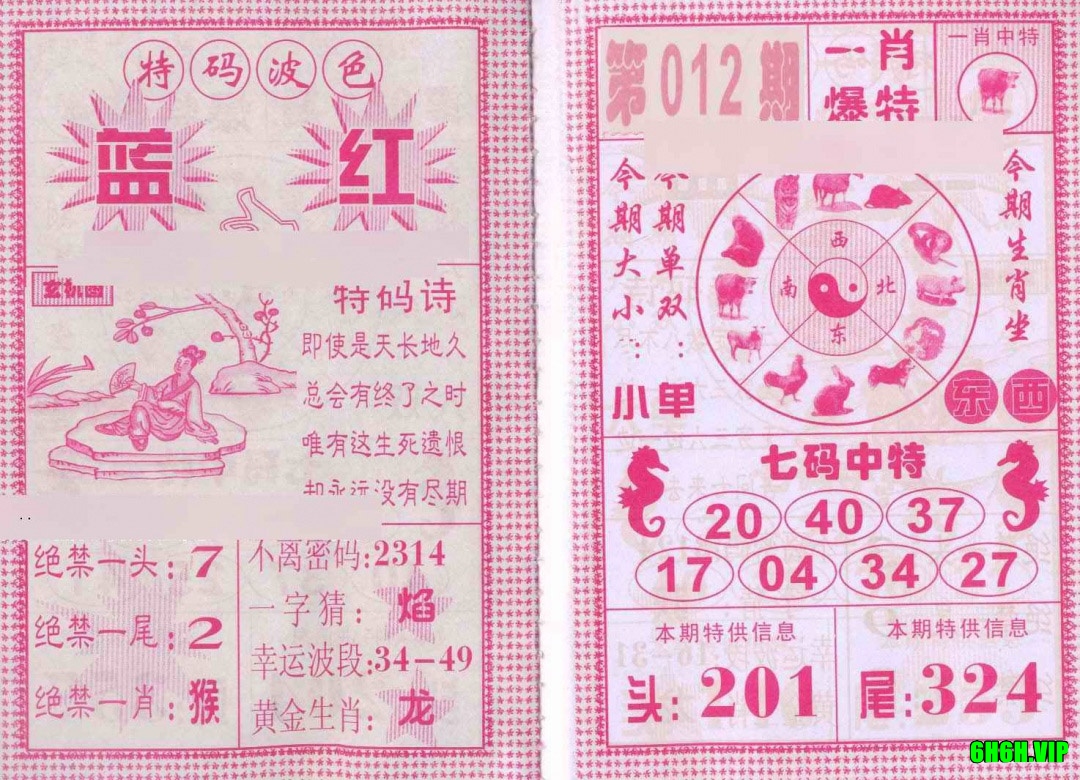 特码波色
蓝 红
玄机图
特码诗
即使是天长地久
总会有终了之时
唯有这生死遗恨
却永远没有尽期
绝禁一头:7
绝禁一尾:2
绝禁一肖:猴
不离密码:2314
一字猜:焰
幸运波段:34-49
黄金生肖:龙
第012期
一肖
爆特
一肖中特
今期大小:小
今期单双:单
西
南 北
东
今期生肖坐
东 西
七码中特
20 40 37
17 04 34 27
本期特供信息
头:201
本期特供信息
尾:324
6H6H.VIP